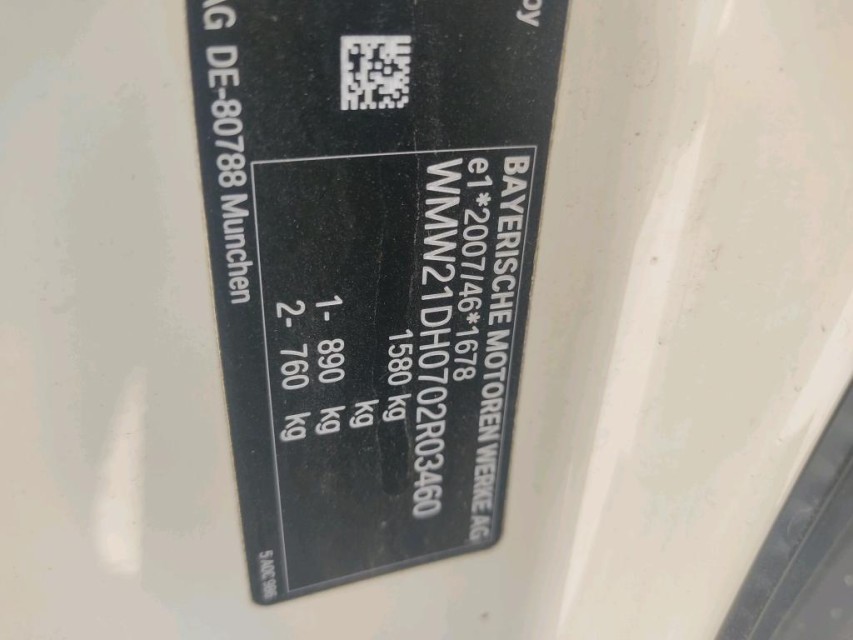 BAYERISCHE MOTOREN WERKE AG
e1*2007/46*1678
WMW21DH0702R03460
1580 kg
kg
1- 890 kg
2- 760 kg
AG DE-80788 Munchen